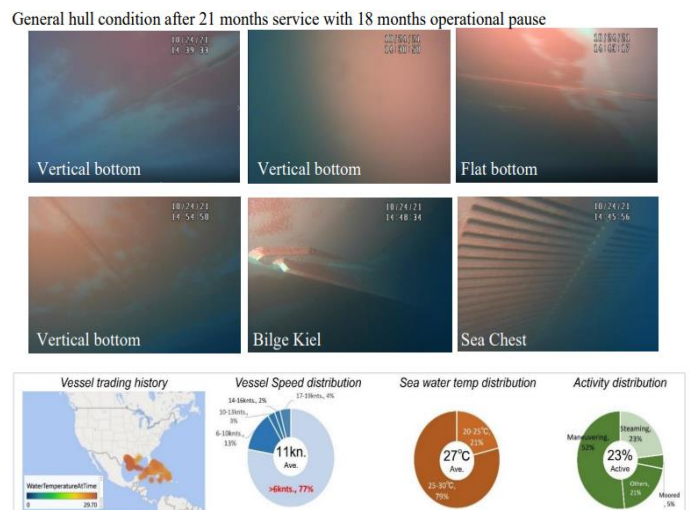 General hull condition after 21 months service with 18 months operational pause
10/24/21
14:39:33
Vertical bottom
Vertical bottom
Flat bottom
10/24/21
14:54:58
Vertical bottom
10/24/21
14:48:34
Bilge Kiel
10/24/21
14:45:56
Sea Chest
Vessel trading history
WaterTemperatureAtTime
0
29.70
Vessel Speed distribution
14-16knts., 2%
17-19knts., 4%
10-13knts.,
3%
6-10knts.,
13%
11kn.
Ave.
>6knts., 77%
Sea water temp distribution
20-25℃,
21%
27℃
Ave.
25-30℃,
79%
Activity distribution
Steaming,
23%
Maneuvering,
52%
23%
Active
Others,
21%
Moored
, 5%